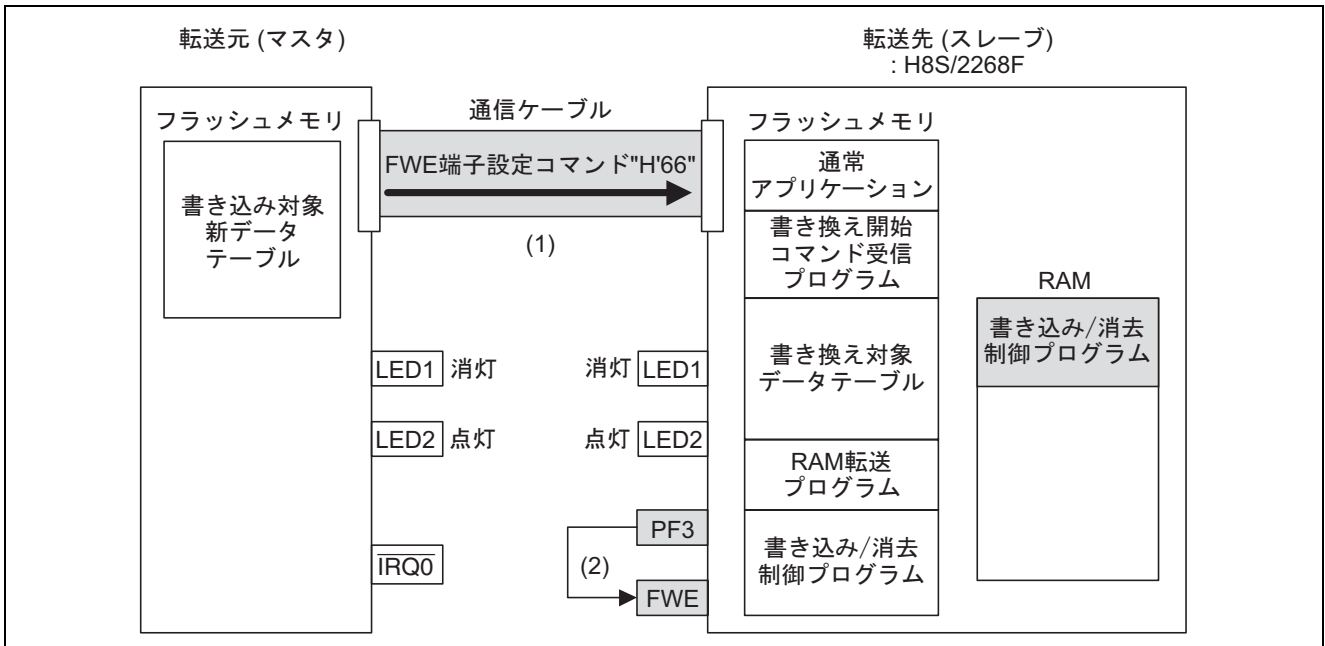 転送元 (マスタ)
転送先 (スレーブ)
: H8S/2268F
フラッシュメモリ
書き込み対象
新データ
テーブル
通信ケーブル
FWE端子設定コマンド"H'66"
(1)
LED1 消灯
LED2 点灯
IRQ0
消灯 LED1
点灯 LED2
PF3
(2)
FWE
フラッシュメモリ
通常
アプリケーション
書き換え開始
コマンド受信
プログラム
書き換え対象
データテーブル
RAM転送
プログラム
書き込み/消去
制御プログラム
RAM
書き込み/消去
制御プログラム